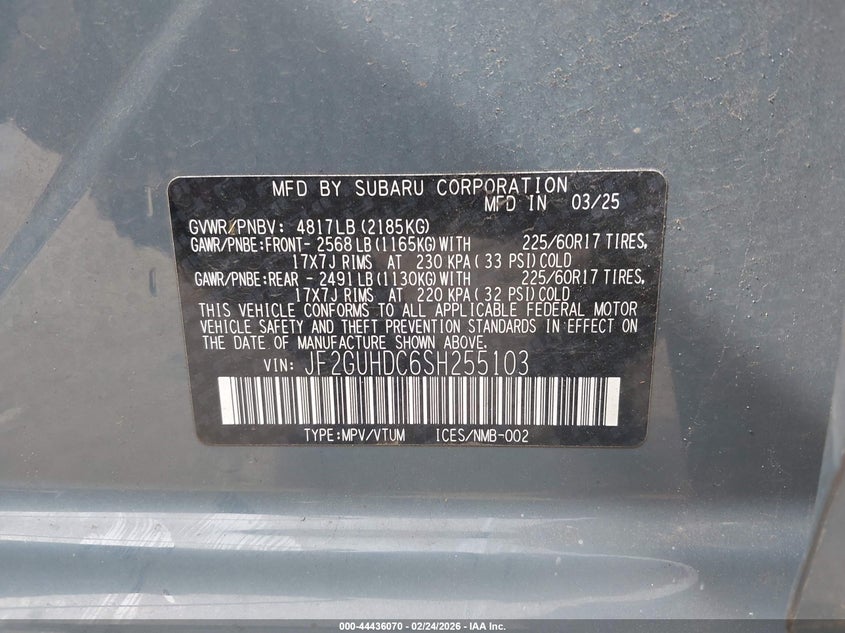 MFD BY SUBARU CORPORATION
MFD IN 03/25
GVWR/PNBV: 4817LB (2185KG)
GAWR/PNBE:FRONT- 2568LB (1165KG) WITH 225/60R17 TIRES,
17X7J RIMS AT 230 KPA( 33 PSI) COLD
GAWR/PNBE:REAR - 2491LB (1130KG) WITH 225/60R17 TIRES,
17X7J RIMS AT 220 KPA( 32 PSI) COLD
THIS VEHICLE CONFORMS TO ALL APPLICABLE FEDERAL MOTOR
VEHICLE SAFETY AND THEFT PREVENTION STANDARDS IN EFFECT ON
THE DATE OF MANUFACTURE SHOWN ABOVE.
VIN: JF2GUHDC6SH255103
TYPE:MPV/VTUM ICES/NMB-002
000-44436070 - 02/24/2026 - IAA Inc.